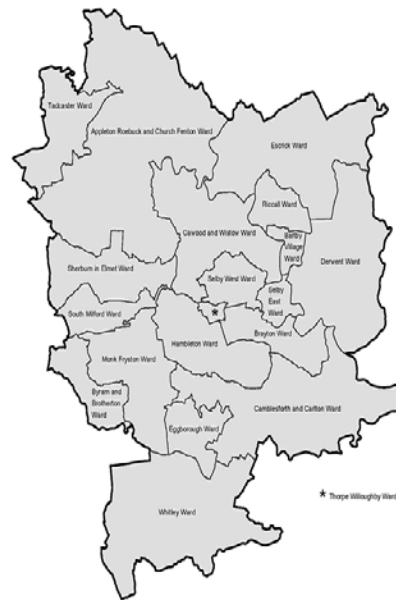 Tadcaster Ward
Appleton Roebuck and Church Fenton Ward
Escrick Ward
Riccall Ward
Cawood and Wistow Ward
Barlby
Village
Ward
Derwent Ward
Sherburn in Elmet Ward
Selby West Ward
Selby
East
Ward
South Milford Ward
★
Hambleton Ward
Brayton Ward
Monk Fryston Ward
Byram and
Brotherton
Ward
Camblesforth and Carlton Ward
Eggborough Ward
★ Thorpe Willoughby Ward
Whitley Ward